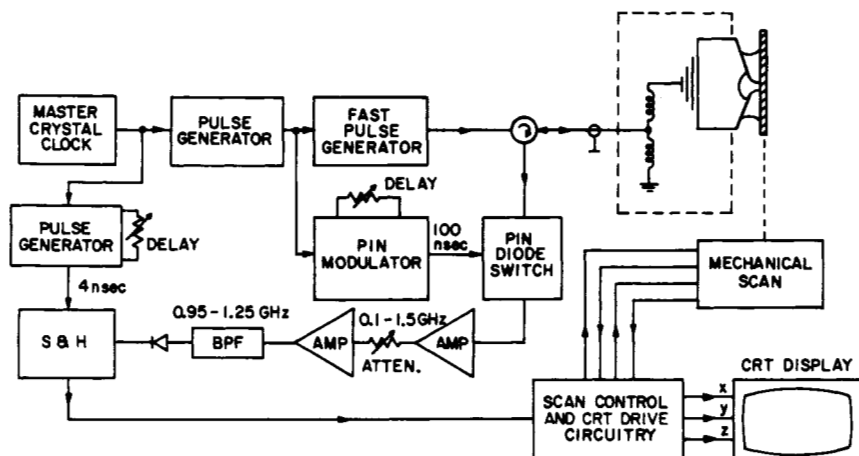 MASTER
CRYSTAL
CLOCK
PULSE
GENERATOR
FAST
PULSE
GENERATOR
PULSE
GENERATOR
DELAY
DELAY
PIN
MODULATOR
100
nsec
PIN
DIODE
SWITCH
MECHANICAL
SCAN
4 nsec
S & H
0.95 - 1.25 GHz
BPF
AMP
0.1 - 1.5 GHz
ATTEN.
AMP
SCAN CONTROL
AND CRT DRIVE
CIRCUITRY
x
y
z
CRT DISPLAY